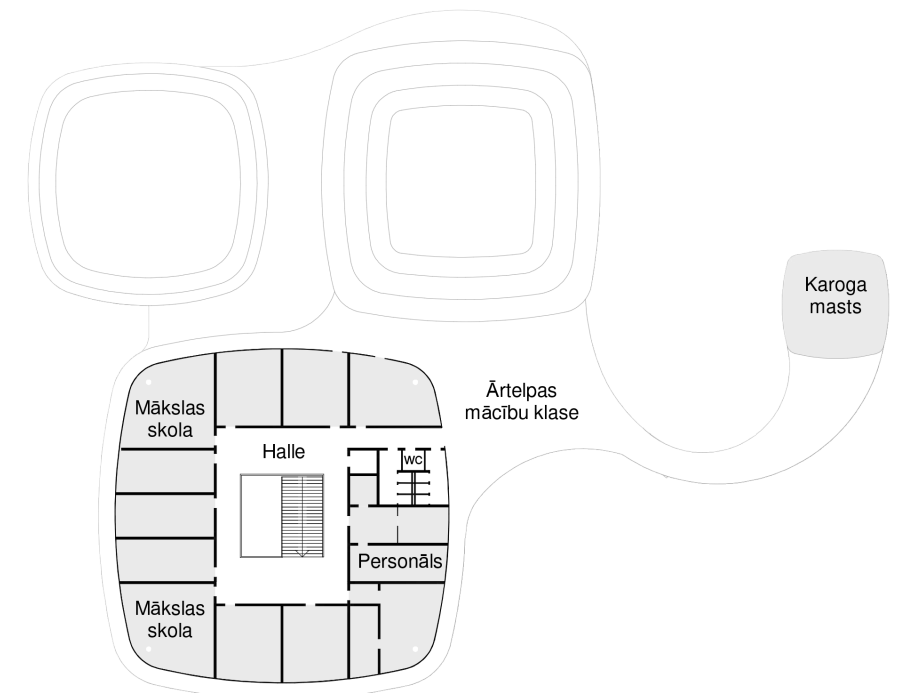 Karoga
masts
Ārtelpas
mācību klase
Mākslas
skola
Halle
wc
Personāls
Mākslas
skola